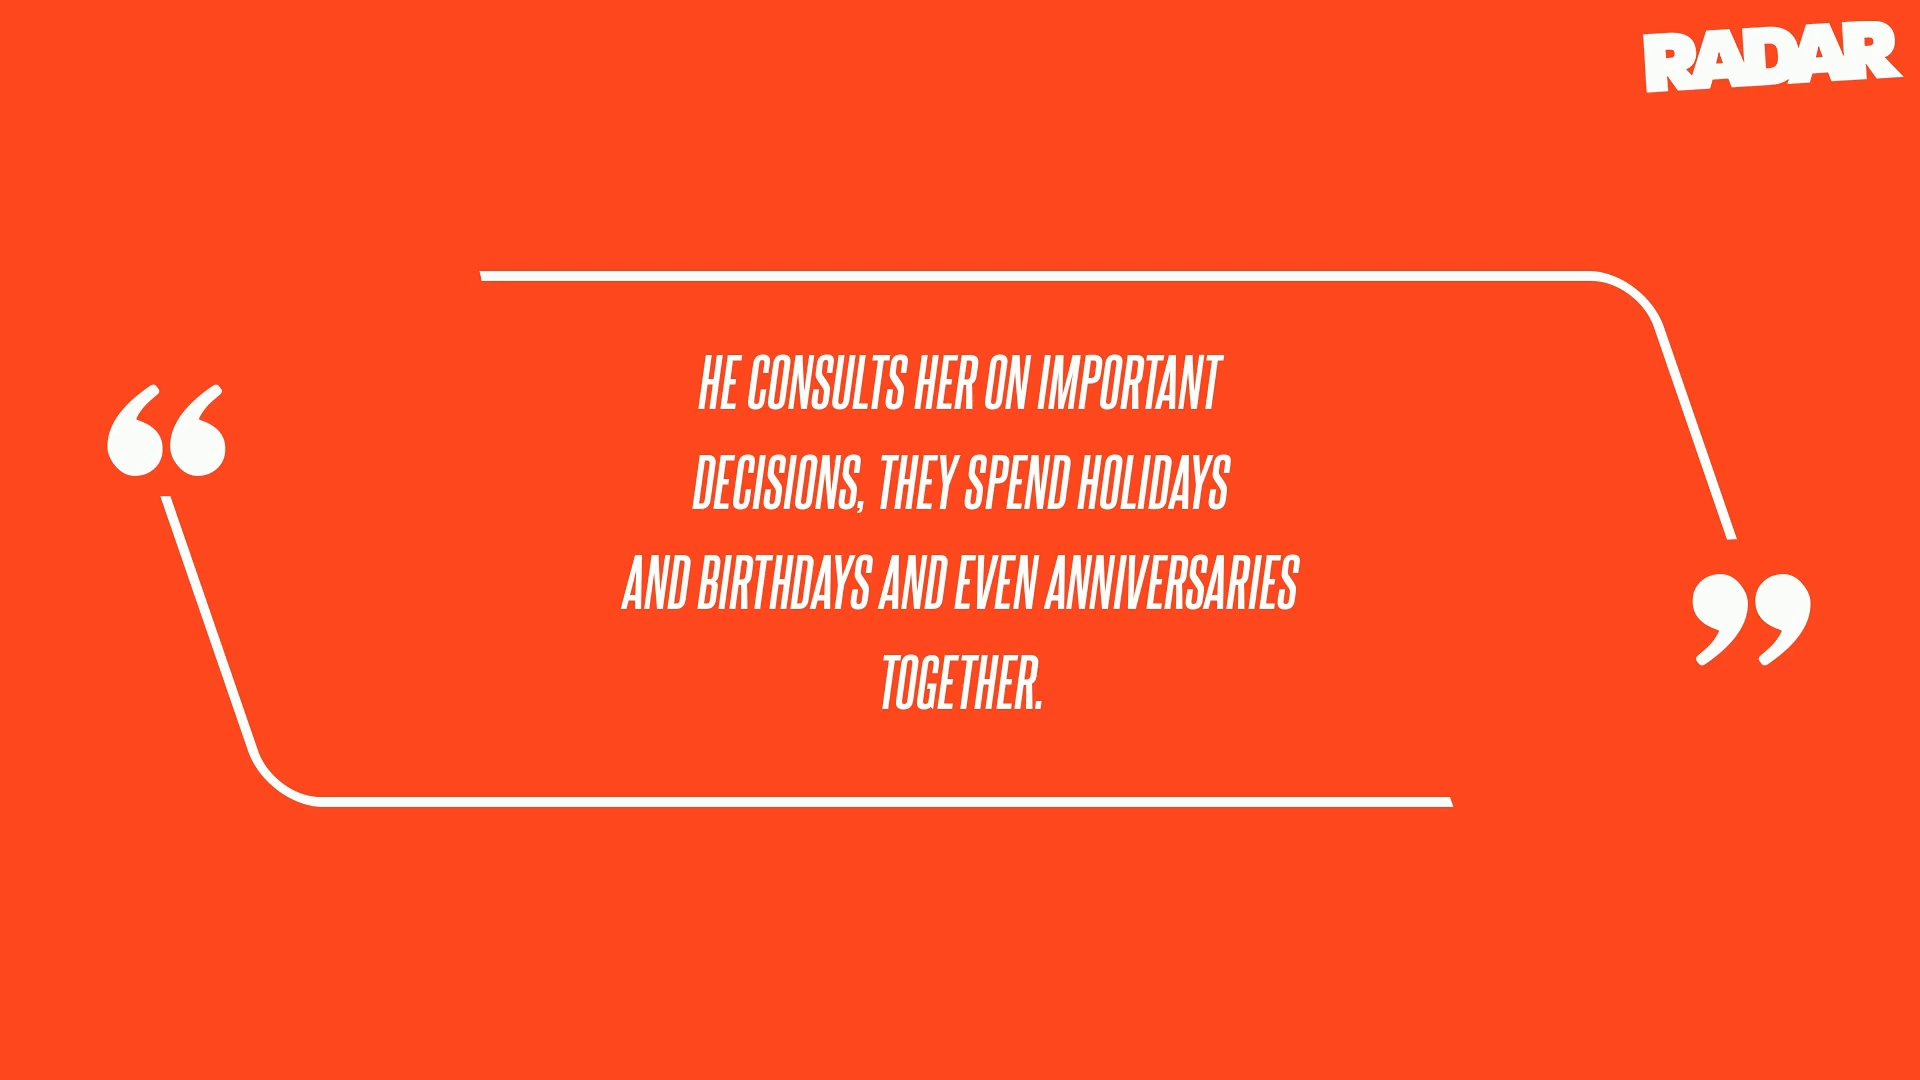 RADAR
HE CONSULTS HER ON IMPORTANT
DECISIONS, THEY SPEND HOLIDAYS
AND BIRTHDAYS AND EVEN ANNIVERSARIES
TOGETHER.